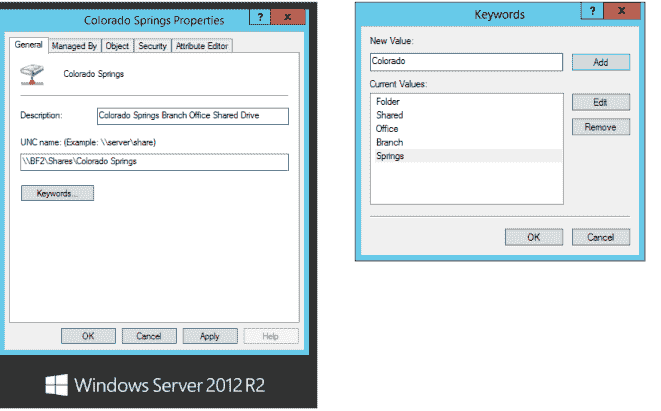 Colorado Springs Properties
?
x
General
Managed By
Object
Security
Attribute Editor
Colorado Springs
Description:
Colorado Springs Branch Office Shared Drive
UNC name: (Example: \\server\share)
\\BF2\Shares\Colorado Springs
Keywords...
OK
Cancel
Apply
Help
Windows Server 2012 R2
Keywords
?
x
New Value:
Colorado
Add
Current Values:
Folder
Shared
Office
Branch
Springs
Edit
Remove
OK
Cancel